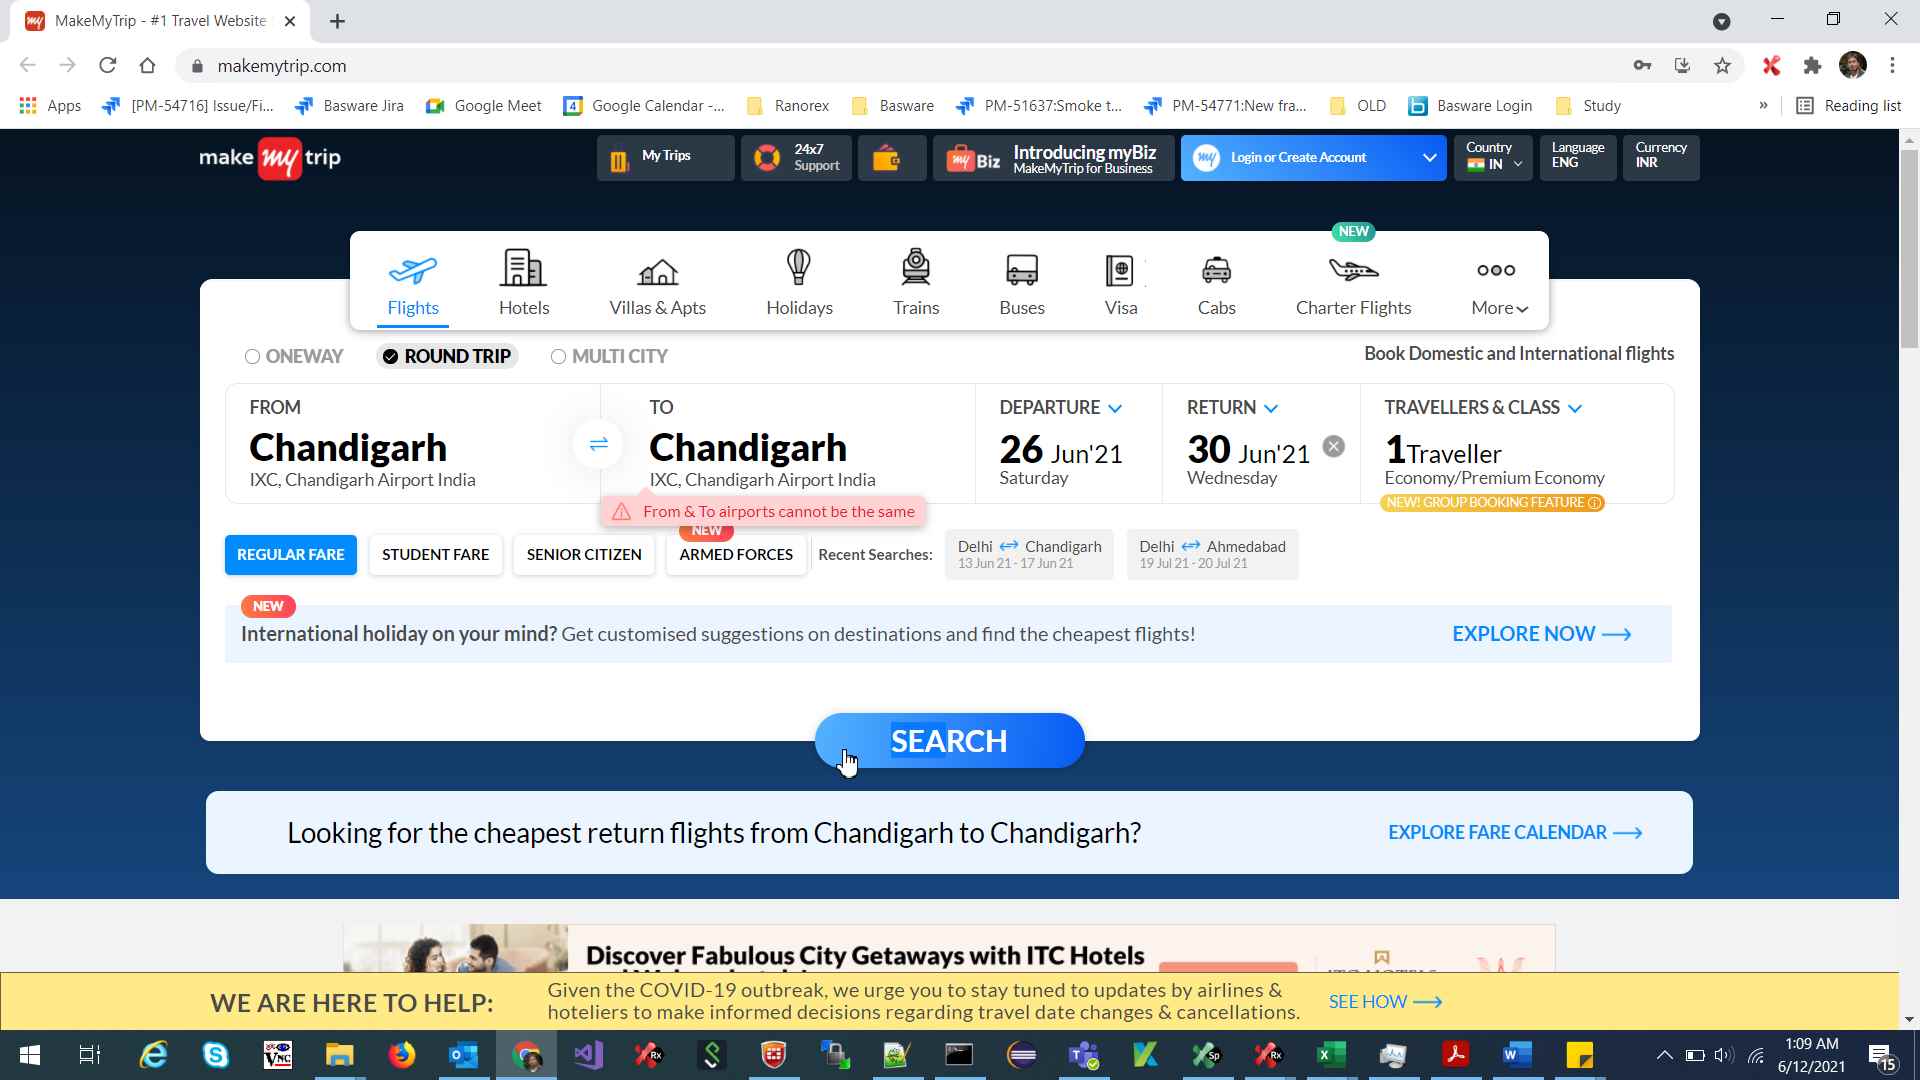 MakeMyTrip - #1 Travel Website
makemytrip.com
Apps
[PM-54716] Issue/Fi...
Basware Jira
Google Meet
4
Google Calendar -...
Ranorex
Basware
PM-51637:Smoke t...
PM-54771:New fra...
OLD
Basware Login
Study
»
Reading list
make my trip
My Trips
24x7
Support
my Biz
Introducing myBiz
MakeMyTrip for Business
my
Login or Create Account
Country
IN
Language
ENG
Currency
INR
NEW
Flights
Hotels
Villas & Apts
Holidays
Trains
Buses
Visa
Cabs
Charter Flights
More
ONEWAY
ROUND TRIP
MULTI CITY
Book Domestic and International flights
FROM
Chandigarh
IXC, Chandigarh Airport India
TO
Chandigarh
IXC, Chandigarh Airport India
DEPARTURE
26 Jun'21
Saturday
RETURN
30 Jun'21
Wednesday
TRAVELLERS & CLASS
1Traveller
Economy/Premium Economy
NEW! GROUP BOOKING FEATURE
From & To airports cannot be the same
NEW
REGULAR FARE
STUDENT FARE
SENIOR CITIZEN
ARMED FORCES
Recent Searches:
Delhi Chandigarh
13 Jun 21 - 17 Jun 21
Delhi Ahmedabad
19 Jul 21 - 20 Jul 21
NEW
International holiday on your mind? Get customised suggestions on destinations and find the cheapest flights!
EXPLORE NOW
SEARCH
Looking for the cheapest return flights from Chandigarh to Chandigarh?
EXPLORE FARE CALENDAR
Discover Fabulous City Getaways with ITC Hotels
WE ARE HERE TO HELP:
Given the COVID-19 outbreak, we urge you to stay tuned to updates by airlines &
hoteliers to make informed decisions regarding travel date changes & cancellations.
SEE HOW
1:09 AM
6/12/2021
15